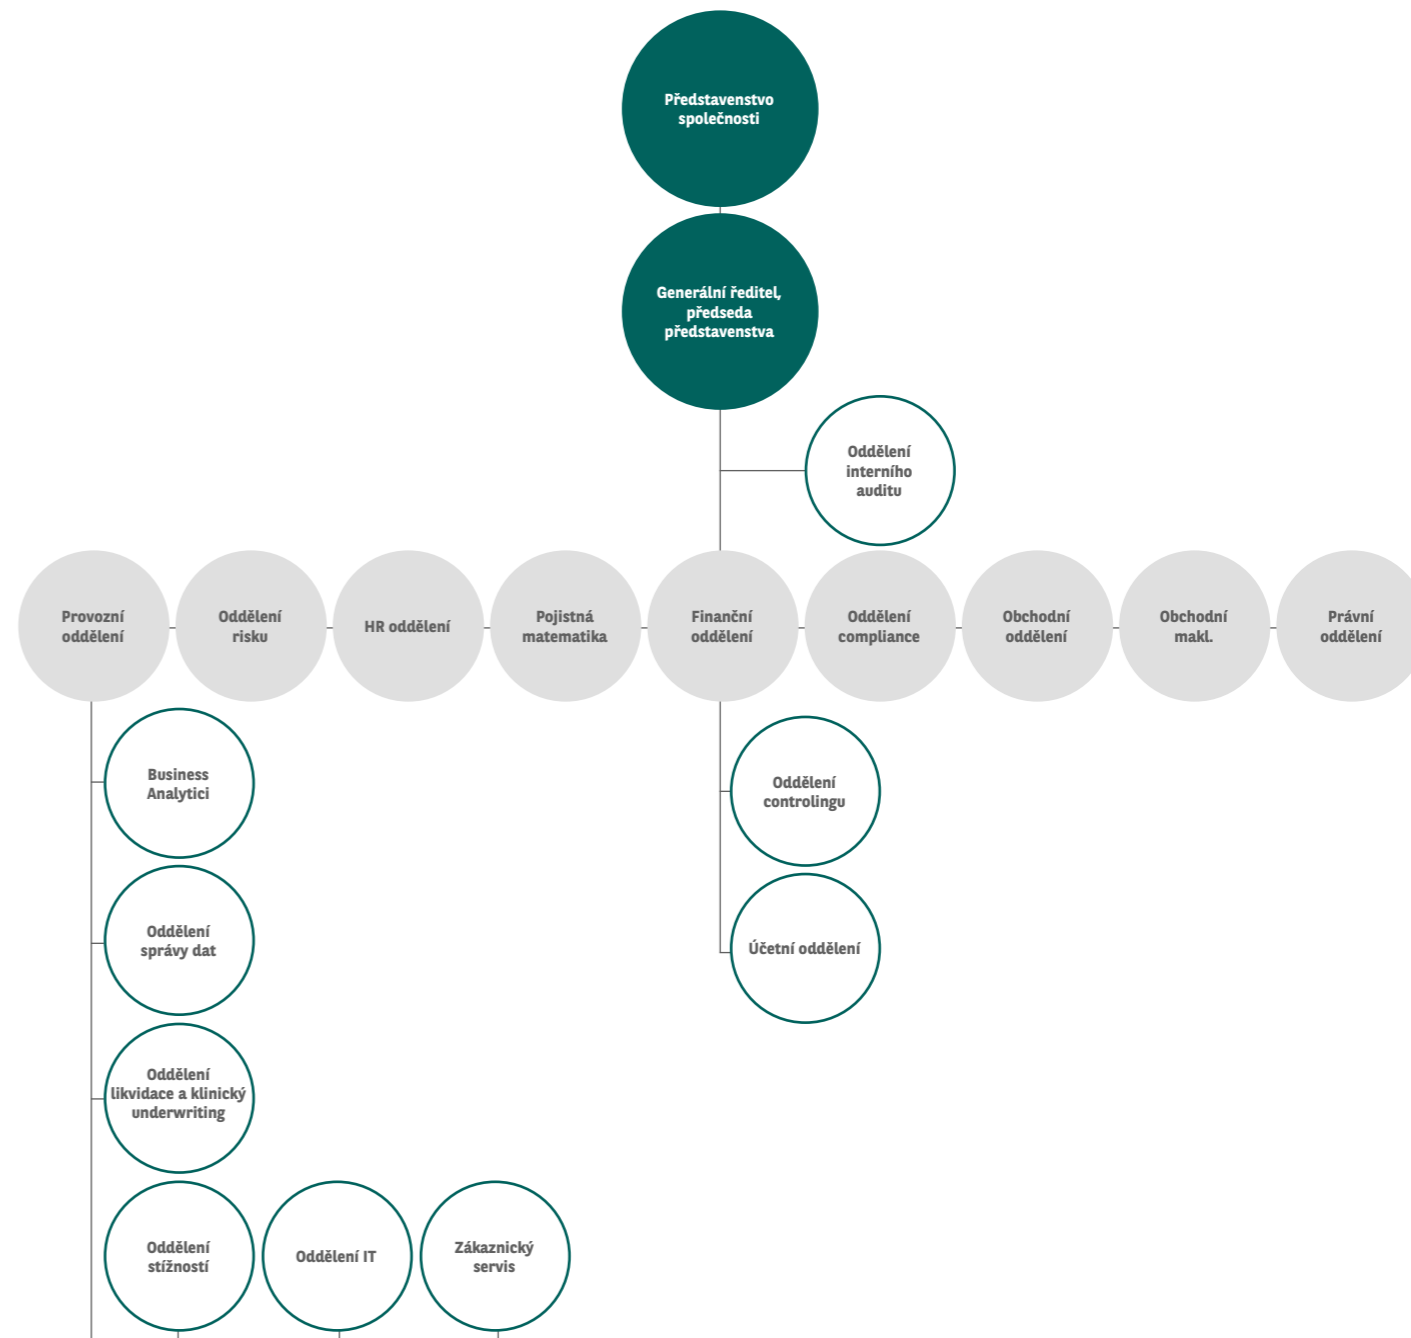 Představenstvo
společnosti
Generální ředitel,
předseda
představenstva
Oddělení
interního
auditu
Provozní
oddělení
Oddělení
risku
HR oddělení
Pojistná
matematika
Finanční
oddělení
Oddělení
compliance
Obchodní
oddělení
Obchodní
makl.
Právní
oddělení
Business
Analytici
Oddělení
controlingu
Oddělení
správy dat
Účetní oddělení
Oddělení
likvidace a klinický
underwriting
Oddělení
stížností
Oddělení IT
Zákaznický
servis